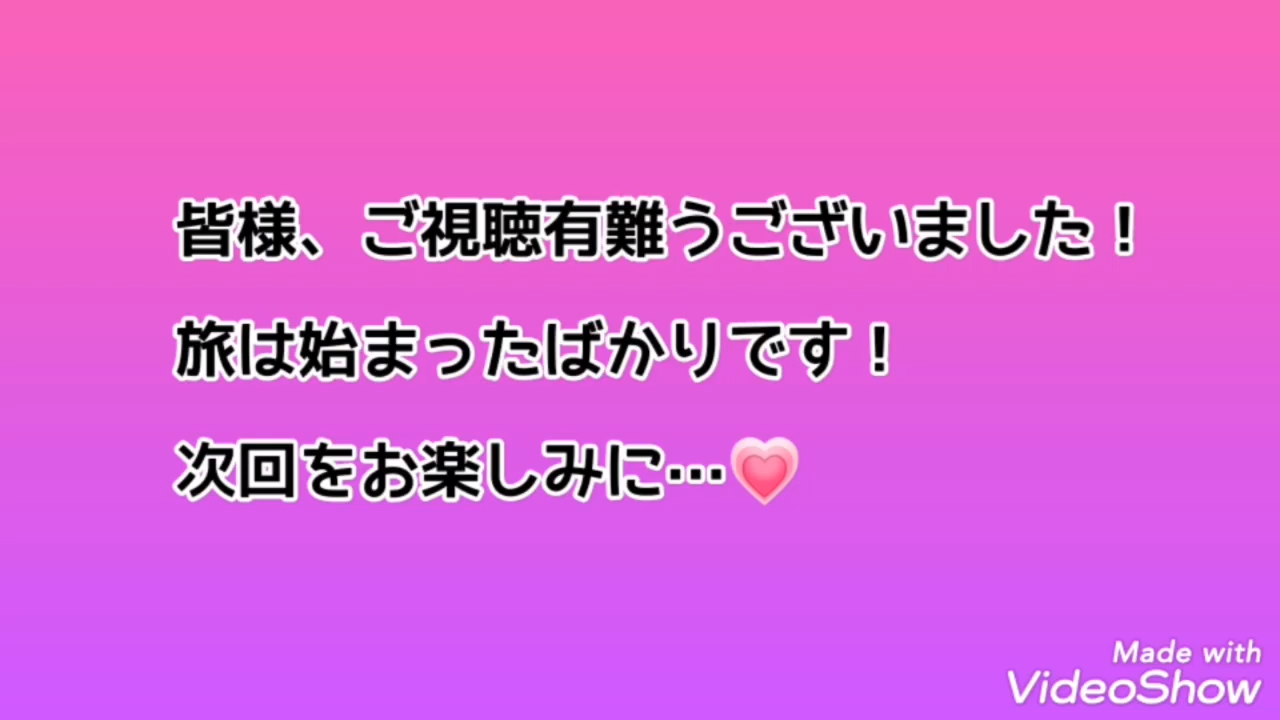 皆様、ご視聴有難うございました！
旅は始まったばかりです！
次回をお楽しみに…💗
Made with
VideoShow